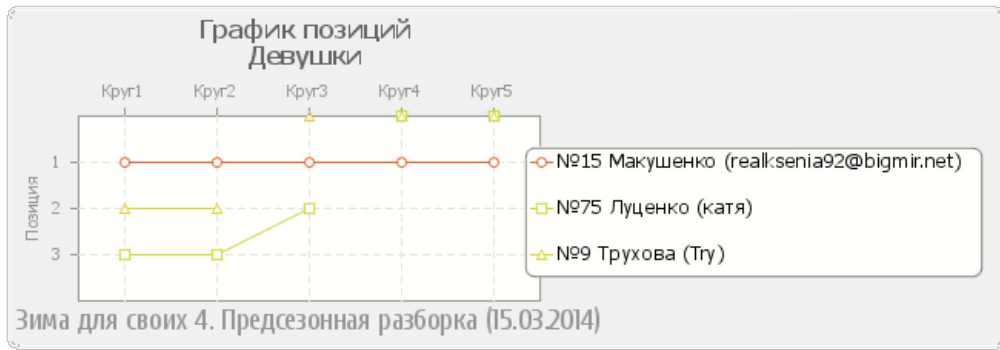 График позиций
Девушки
Круг1 Круг2 Круг3 Круг4 Круг5
Позиция
1
2
3
№15 Макушенко (realksenia92@bigmir.net)
№75 Луценко (катя)
№9 Трухова (Try)
Зима для своих 4. Предсезонная разборка (15.03.2014)